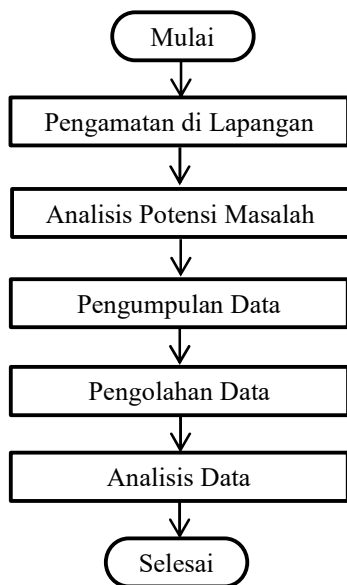 Mulai
Pengamatan di Lapangan
Analisis Potensi Masalah
Pengumpulan Data
Pengolahan Data
Analisis Data
Selesai